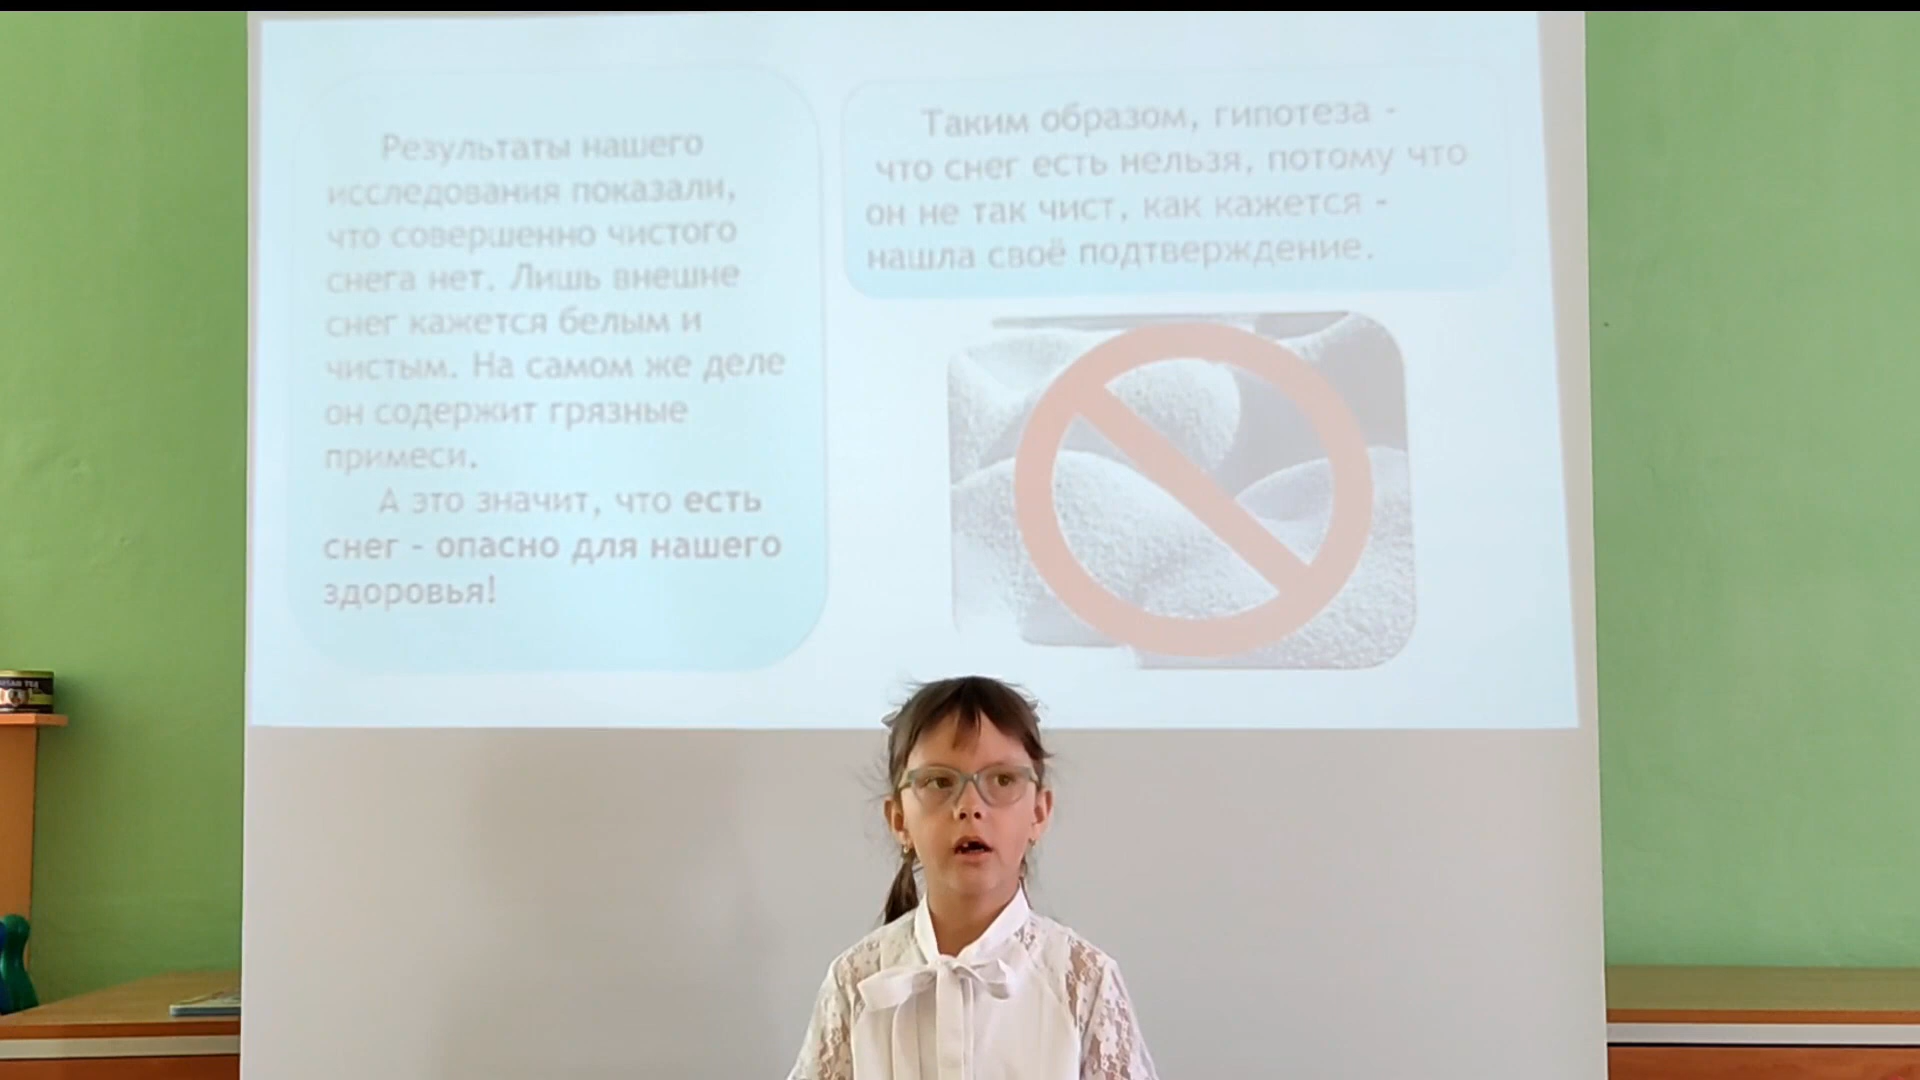 Результаты нашего
исследования показали,
что совершенно чистого
снега нет. Лишь внешне
снег кажется белым и
чистым. На самом же деле
он содержит грязные
примеси.
А это значит, что есть
снег - опасно для нашего
здоровья!
Таким образом, гипотеза -
что снег есть нельзя, потому что
он не так чист, как кажется -
нашла своё подтверждение.